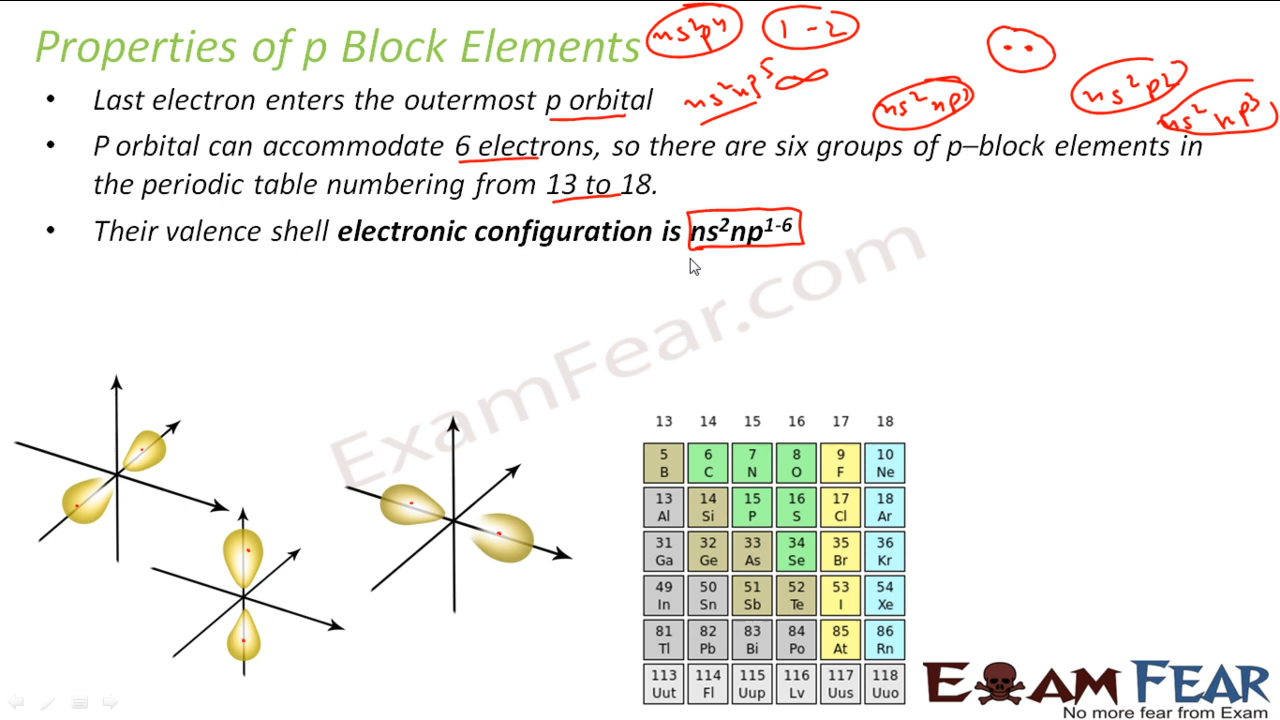 Properties of p Block Elements
ns²p⁴
1-2
ns²np⁵ ∞
ns² p²
ns² np³
• Last electron enters the outermost p orbital
• P orbital can accommodate 6 electrons, so there are six groups of p–block elements in
the periodic table numbering from 13 to 18.
• Their valence shell electronic configuration is ns²np¹⁻⁶
ExamFear.com
13 14 15 16 17 18
5 6 7 8 9 10
B C N O F Ne
13 14 15 16 17 18
Al Si P S Cl Ar
31 32 33 34 35 36
Ga Ge As Se Br Kr
49 50 51 52 53 54
In Sn Sb Te I Xe
81 82 83 84 85 86
Tl Pb Bi Po At Rn
113 114 115 116 117 118
Uut Fl Uup Lv Uus Uuo
EXAM FEAR
No more fear from Exam